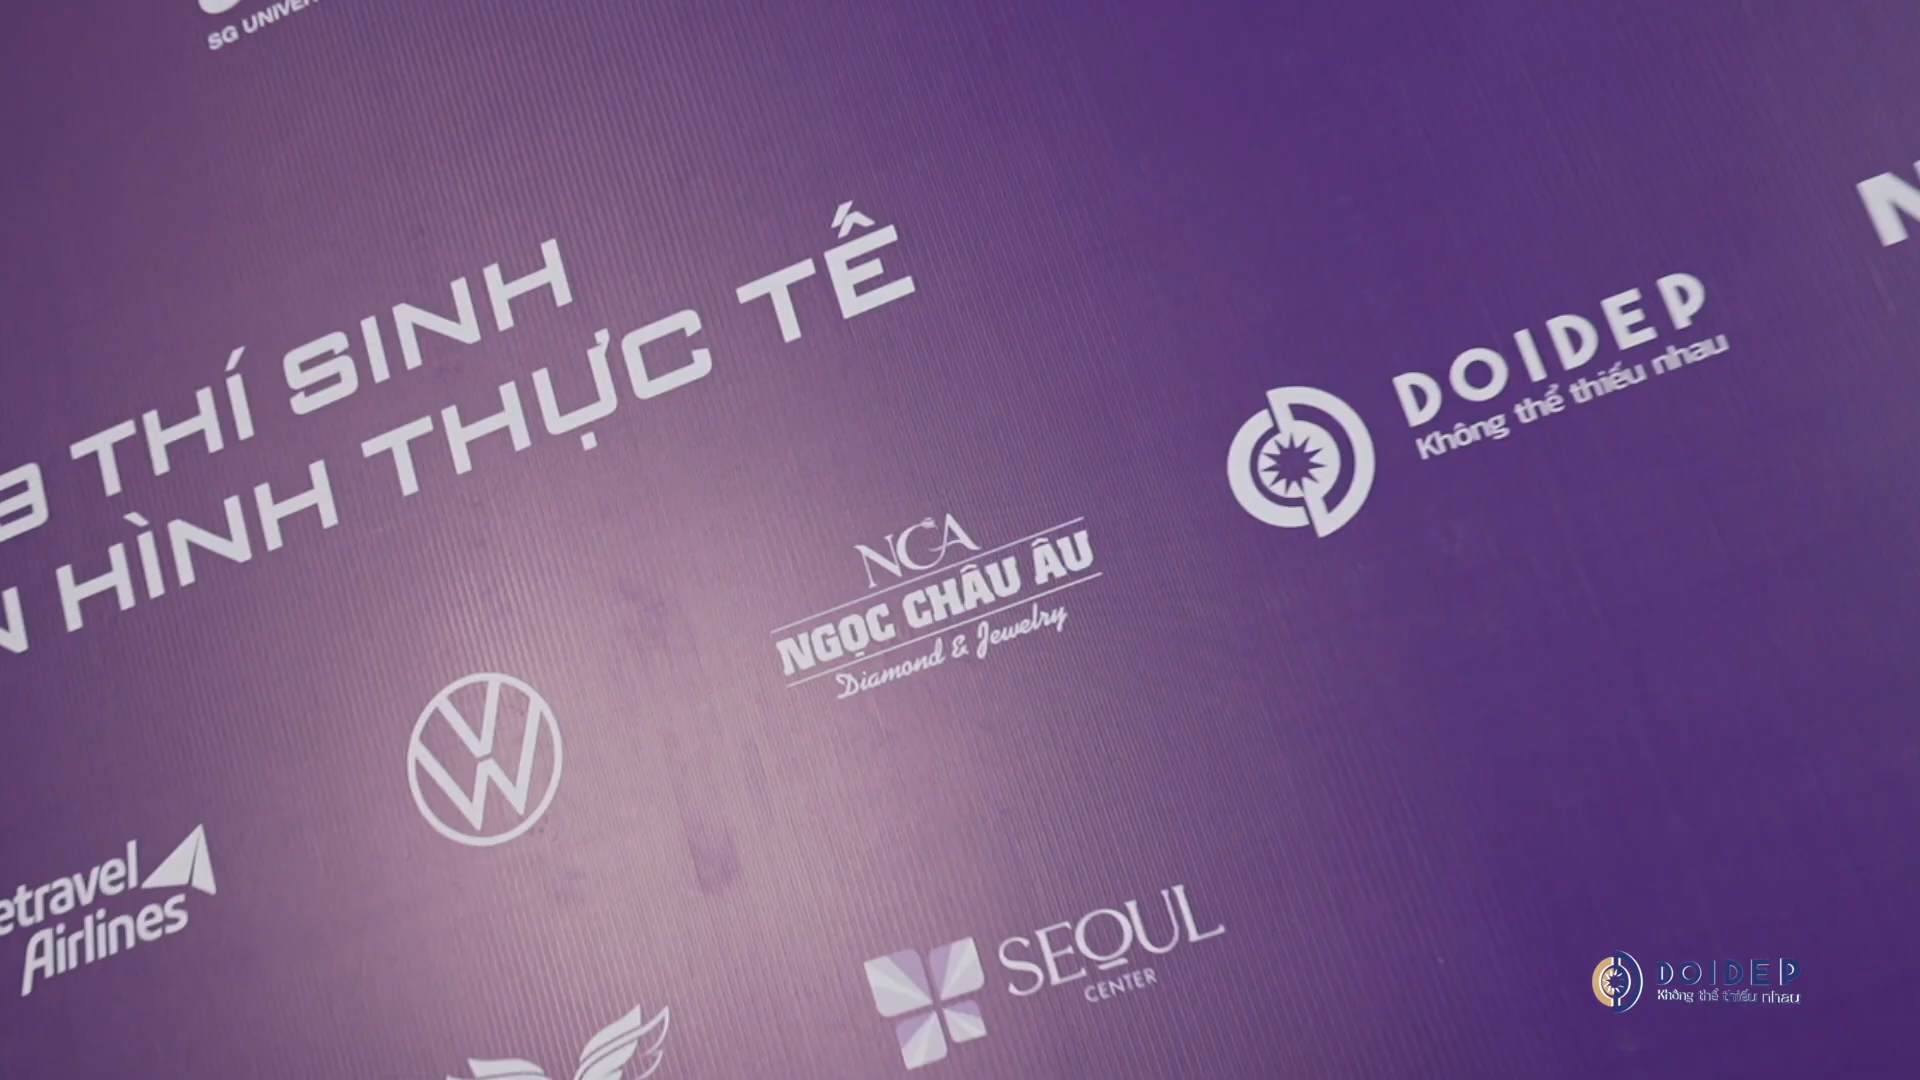 SG
THÍ SINH
HÌNH THỰC TẾ
DOIDEP
Không thể thiếu nhau
NCA
NGỌC CHÂU ÂU
Diamond & Jewelry
VW
etravel
Airlines
SEOUL
CENTER
DOIDEP
Không thể thiếu nhau